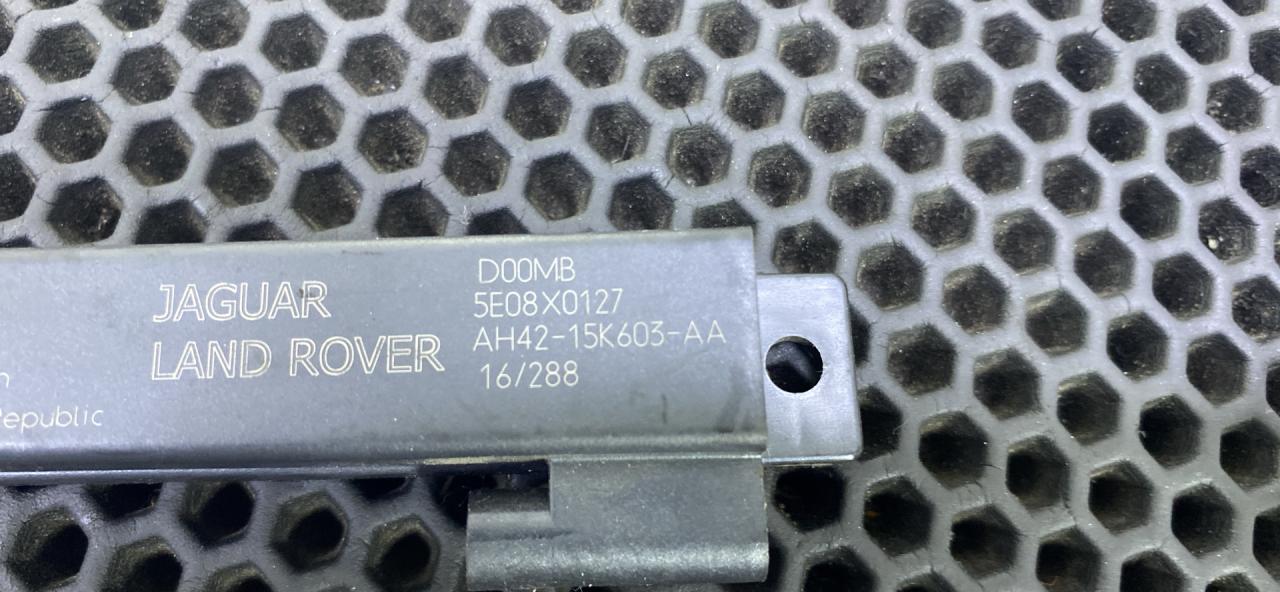 JAGUAR
LAND ROVER
D00MB
5E08X0127
AH42-15K603-AA
16/288
n
Republic